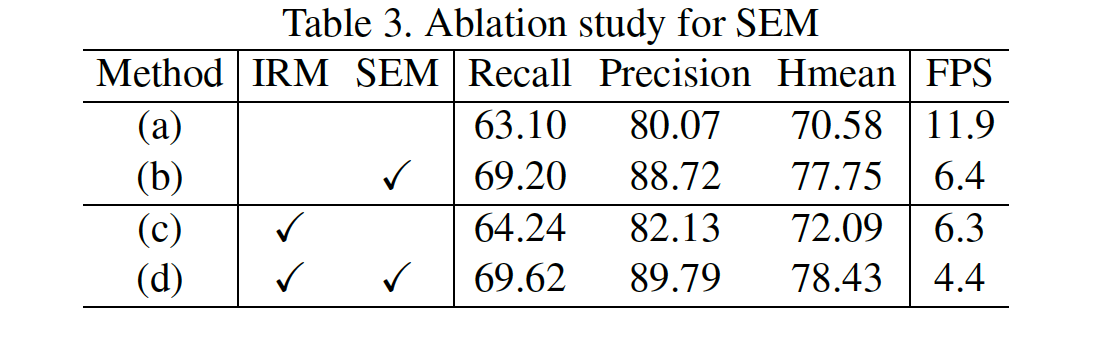 Table 3. Ablation study for SEM
Method IRM SEM Recall Precision Hmean FPS
(a) 63.10 80.07 70.58 11.9
(b) ✓ 69.20 88.72 77.75 6.4
(c) ✓ 64.24 82.13 72.09 6.3
(d) ✓ ✓ 69.62 89.79 78.43 4.4